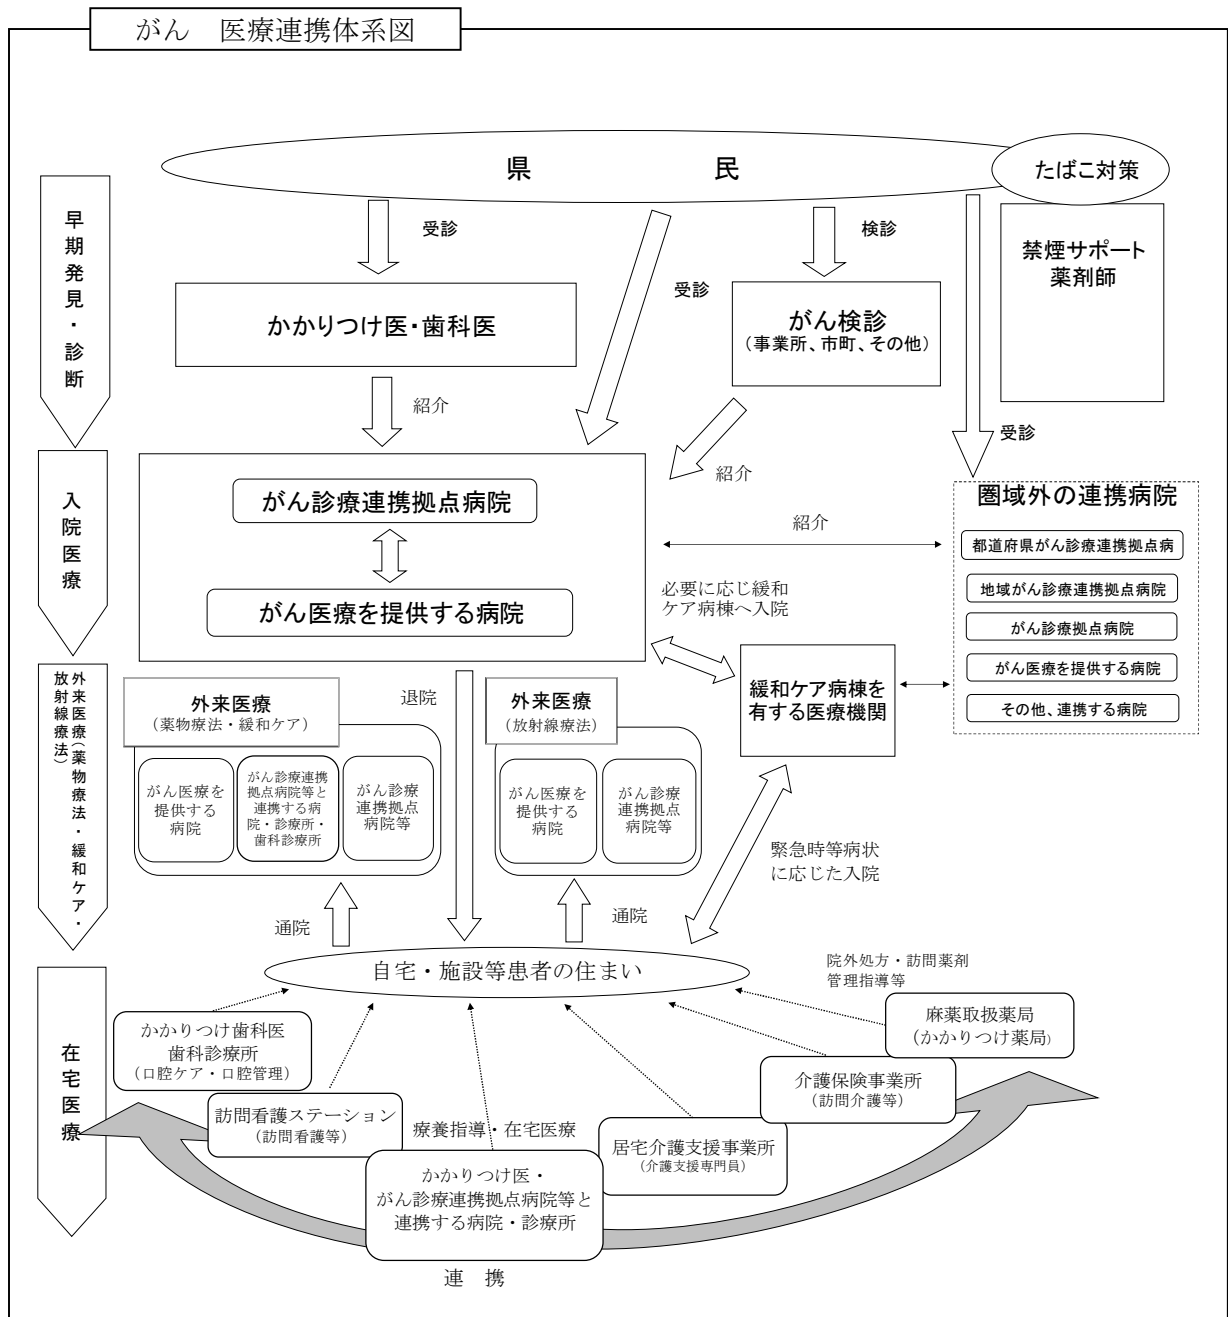 がん　医療連携体系図
県　民
たばこ対策
早期発見・診断
受診
受診
検診
禁煙サポート
薬剤師
かかりつけ医・歯科医
がん検診
（事業所、市町、その他）
紹介
紹介
受診
入院医療
がん診療連携拠点病院
がん医療を提供する病院
紹介
圏域外の連携病院
都道府県がん診療連携拠点病
地域がん診療連携拠点病院
がん診療拠点病院
がん医療を提供する病院
その他、連携する病院
必要に応じ緩和
ケア病棟へ入院
緩和ケア病棟を
有する医療機関
外来医療（薬物療法・緩和ケア・
放射線療法）
外来医療
（薬物療法・緩和ケア）
がん医療を
提供する
病院
がん診療連携
拠点病院等と
連携する病
院・診療所・
歯科診療所
がん診療
連携拠点
病院等
退院
外来医療
（放射線療法）
がん医療を
提供する
病院
がん診療
連携拠点
病院等
緊急時等病状
に応じた入院
通院
通院
在宅医療
自宅・施設等患者の住まい
院外処方・訪問薬剤
管理指導等
かかりつけ歯科医
歯科診療所
（口腔ケア・口腔管理）
訪問看護ステーション
（訪問看護等）
療養指導・在宅医療
かかりつけ医・
がん診療連携拠点病院等と
連携する病院・診療所
居宅介護支援事業所
（介護支援専門員）
介護保険事業所
（訪問介護等）
麻薬取扱薬局
（かかりつけ薬局）
連　携